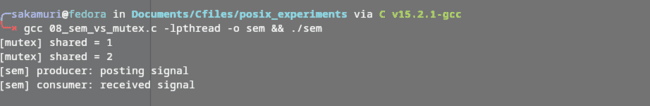 sakamuri@fedora in Documents/Cfiles/posix_experiments via C v15.2.1-gcc
gcc 08_sem_vs_mutex.c -lpthread -o sem && ./sem
[mutex] shared = 1
[mutex] shared = 2
[sem] producer: posting signal
[sem] consumer: received signal